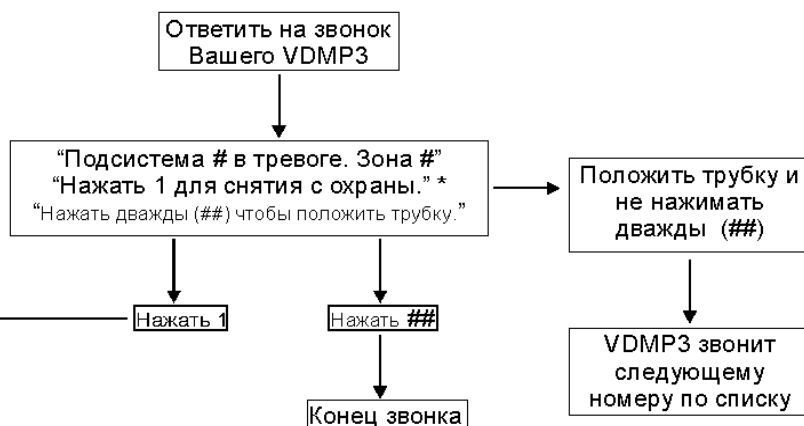 Ответить на звонок
Вашего VDMP3
“Подсистема # в тревоге. Зона #”
“Нажать 1 для снятия с охраны.” *
“Нажать дважды (##) чтобы положить трубку.”
Положить трубку и
не нажимать
дважды (##)
Нажать 1
Нажать ##
VDMP3 звонит
следующему
номеру по списку
Конец звонка